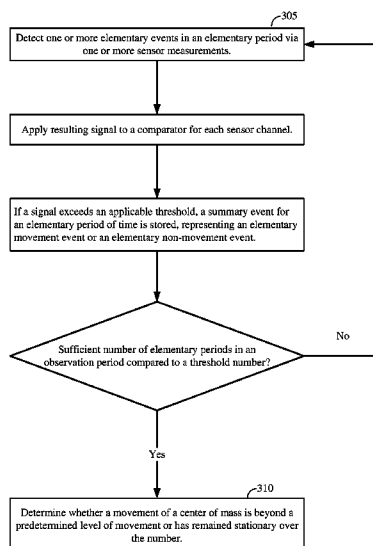 305
Detect one or more elementary events in an elementary period via
one or more sensor measurements.
Apply resulting signal to a comparator for each sensor channel.
If a signal exceeds an applicable threshold, a summary event for
an elementary period of time is stored, representing an elementary
movement event or an elementary non-movement event.
Sufficient number of elementary periods in an
observation period compared to a threshold number?
No
Yes
310
Determine whether a movement of a center of mass is beyond a
predetermined level of movement or has remained stationary over
the number.